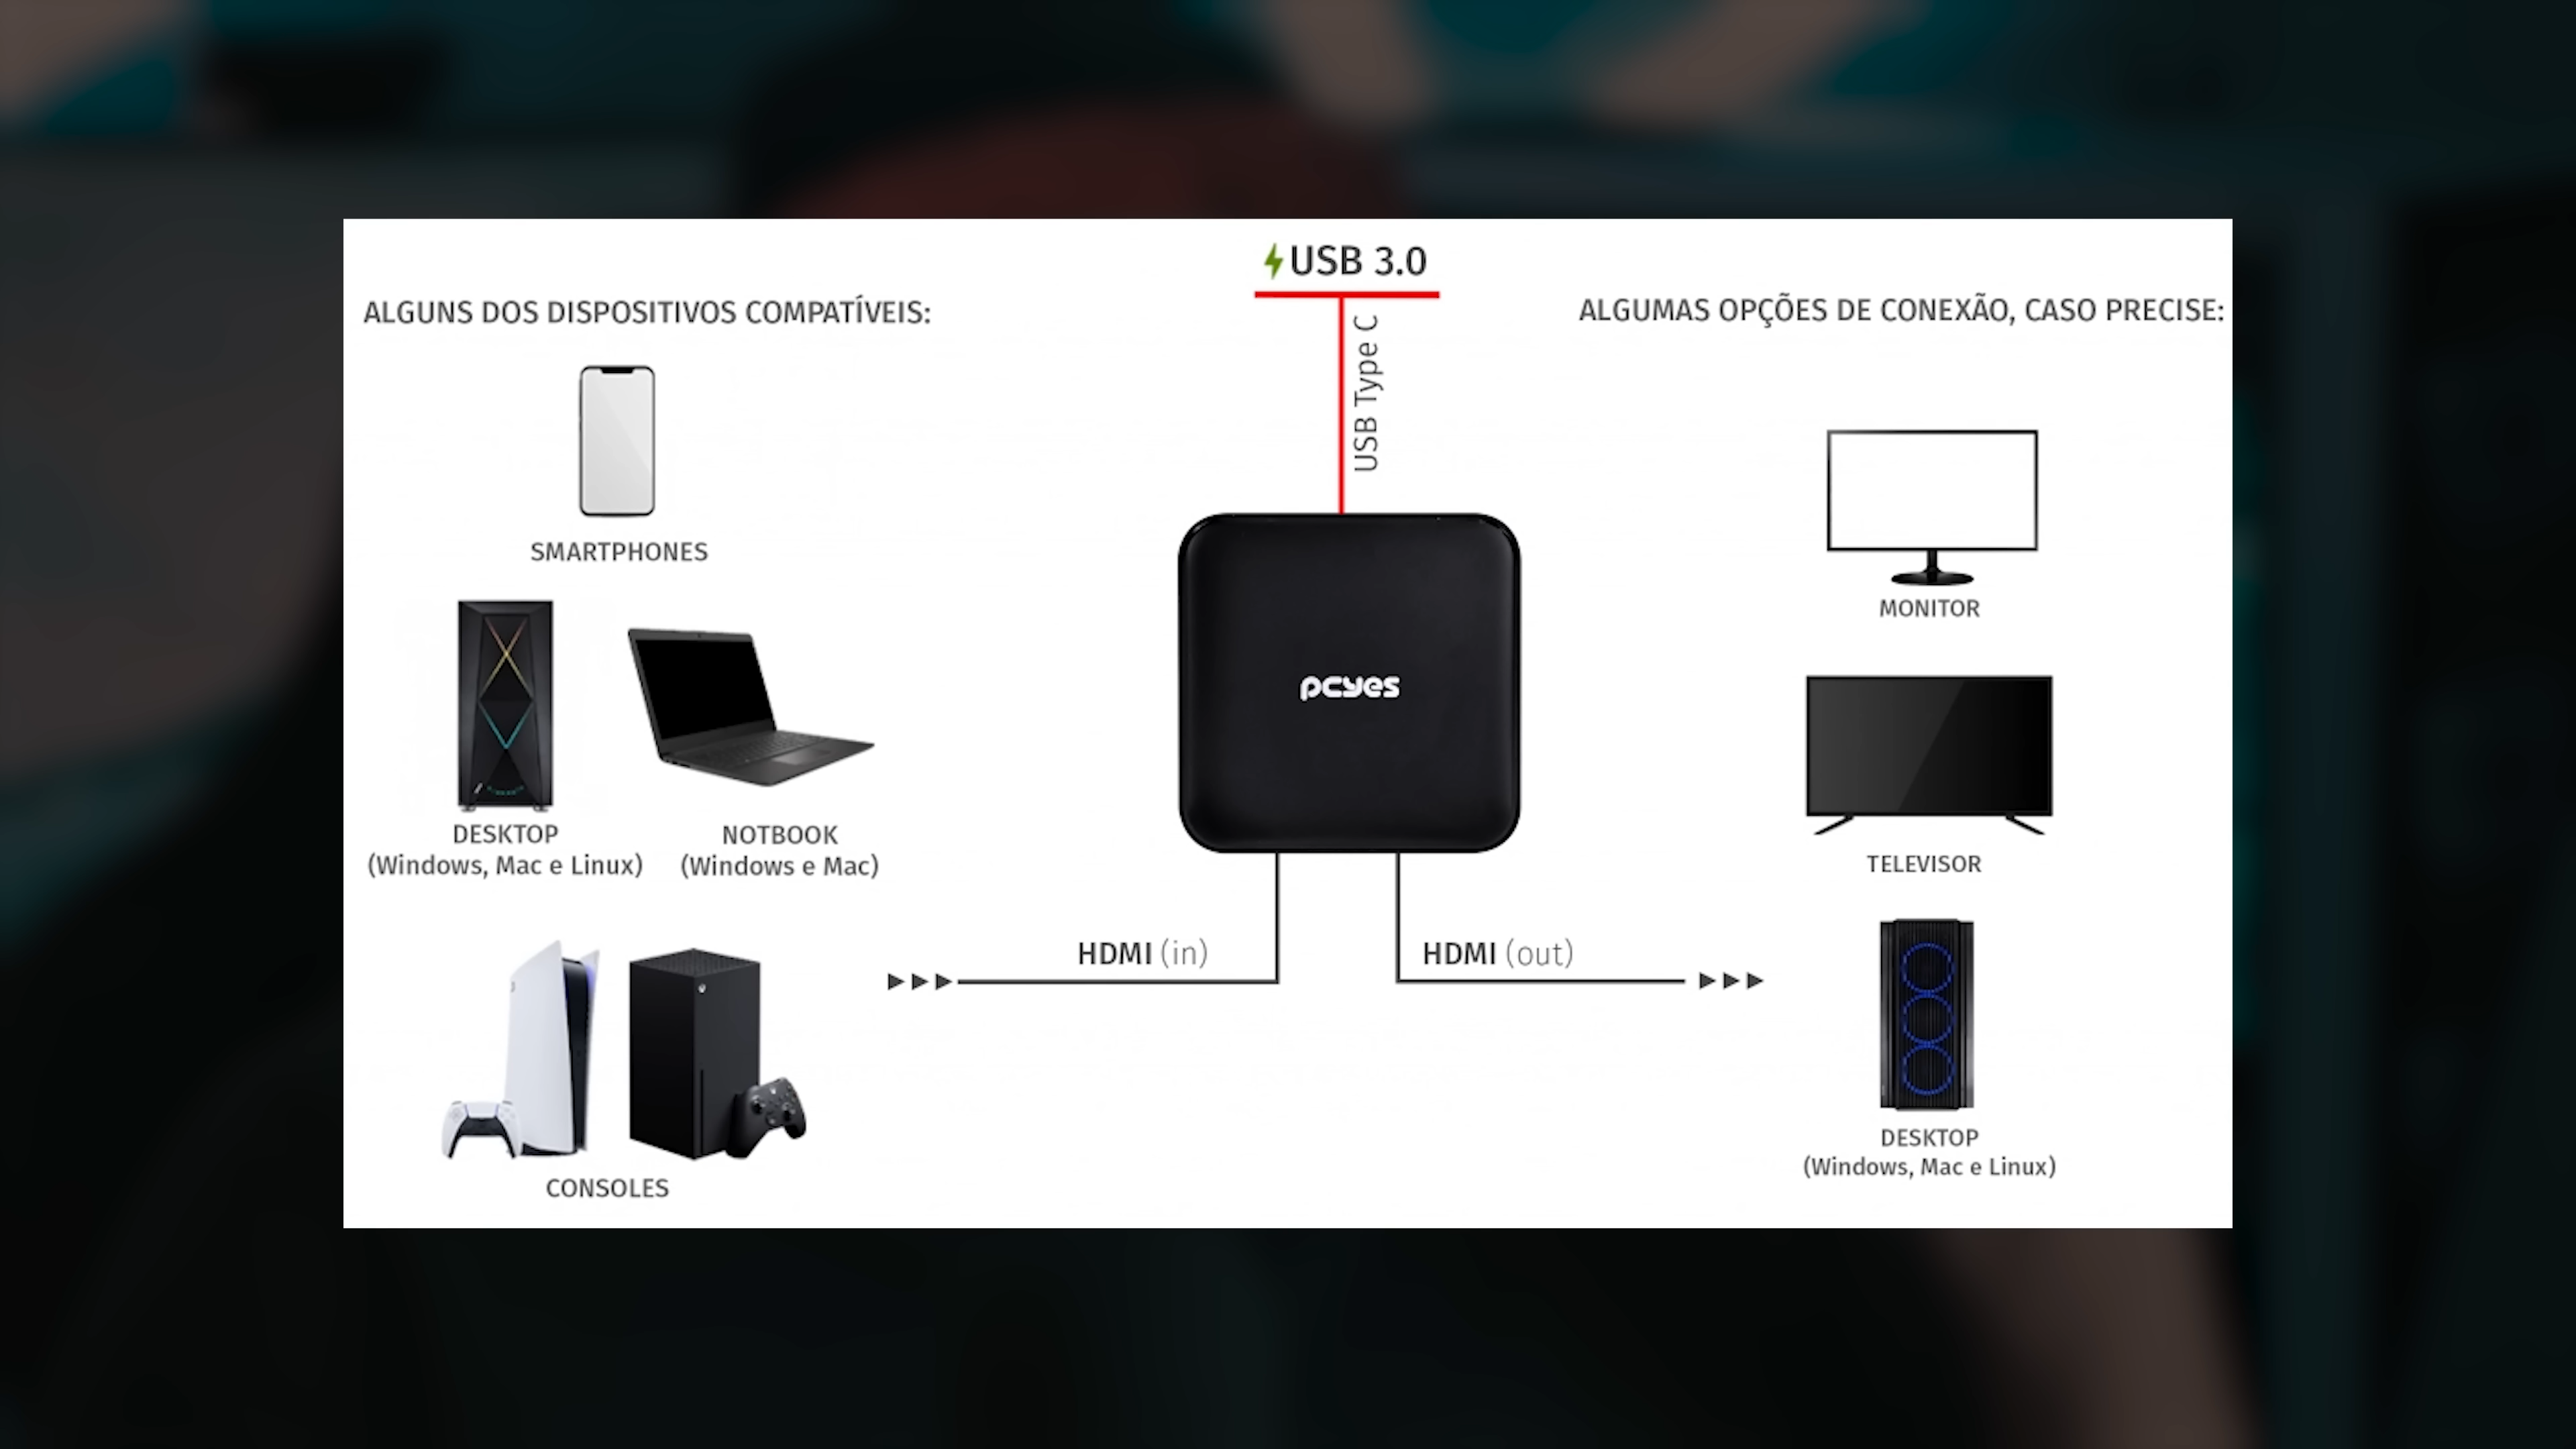 USB 3.0
USB Type C
ALGUNS DOS DISPOSITIVOS COMPATÍVEIS:
SMARTPHONES
DESKTOP
(Windows, Mac e Linux)
NOTBOOK
(Windows e Mac)
CONSOLES
pcyes
HDMI (in)
HDMI (out)
ALGUMAS OPÇÕES DE CONEXÃO, CASO PRECISE:
MONITOR
TELEVISOR
DESKTOP
(Windows, Mac e Linux)